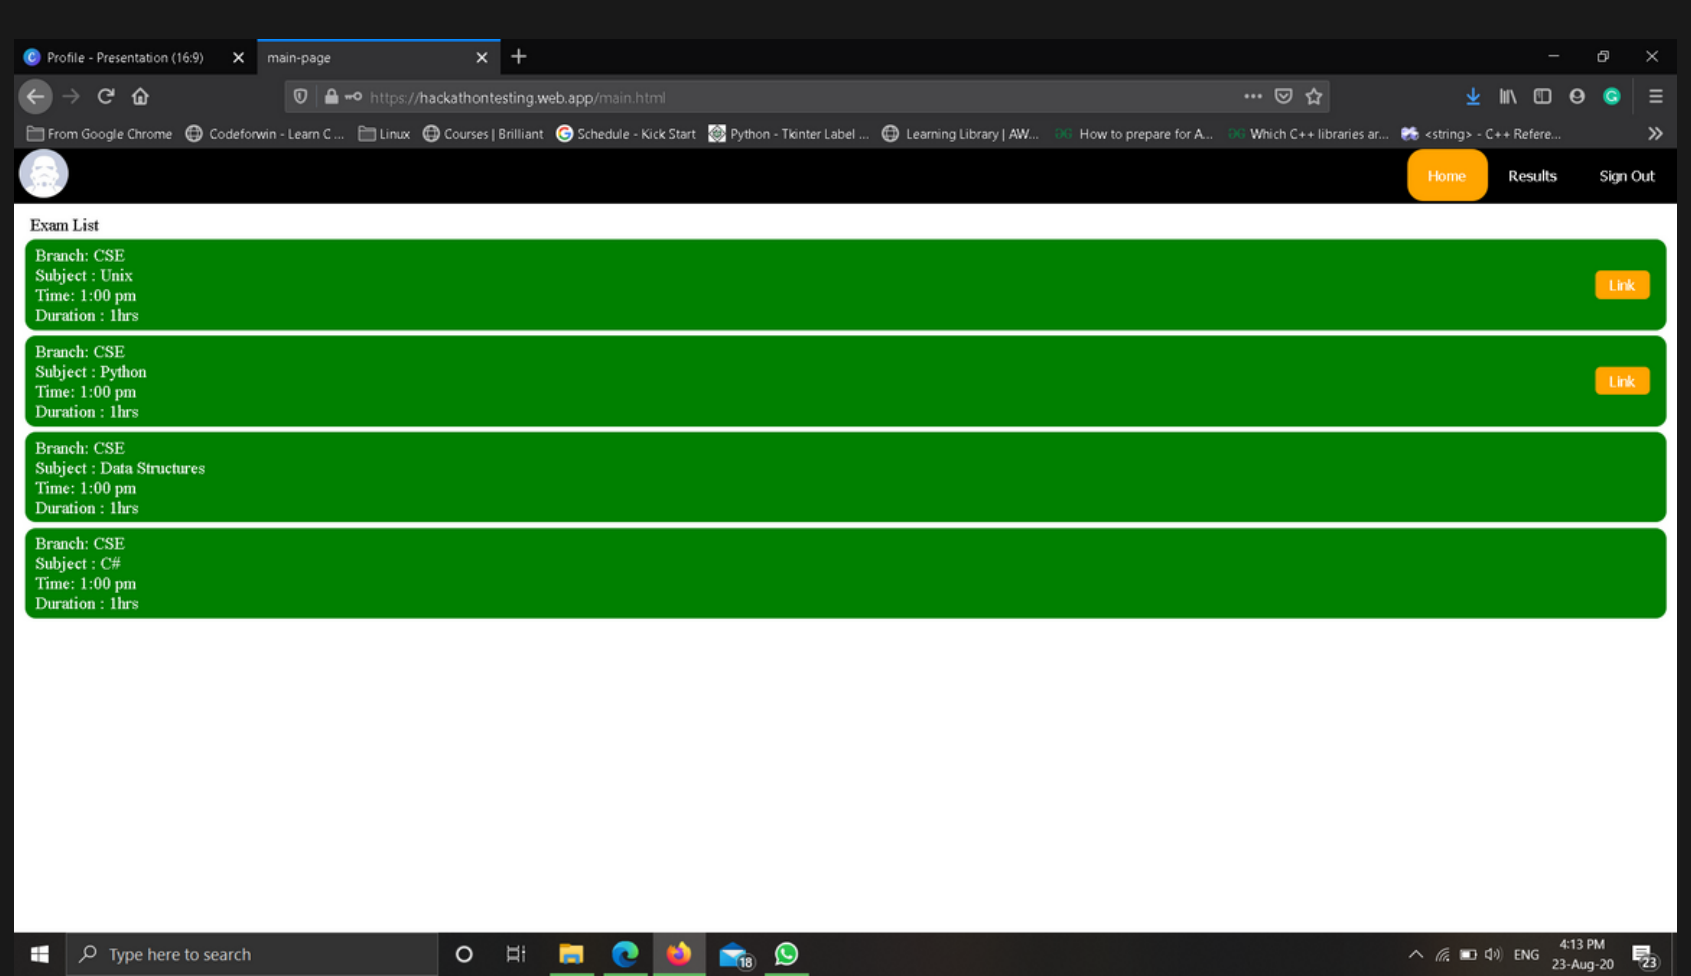 Profile - Presentation (16:9)
main-page
https://hackathontesting.web.app/main.html
From Google Chrome
Codeforwin - Learn C ...
Linux
Courses | Brilliant
Schedule - Kick Start
Python - Tkinter Label ...
Learning Library | AW...
How to prepare for A...
Which C++ libraries ar...
<string> - C++ Refere...
Home
Results
Sign Out
Exam List
Branch: CSE
Subject : Unix
Time: 1:00 pm
Duration : 1hrs
Link
Branch: CSE
Subject : Python
Time: 1:00 pm
Duration : 1hrs
Link
Branch: CSE
Subject : Data Structures
Time: 1:00 pm
Duration : 1hrs
Branch: CSE
Subject : C#
Time: 1:00 pm
Duration : 1hrs
Type here to search
18
ENG
4:13 PM
23-Aug-20
23